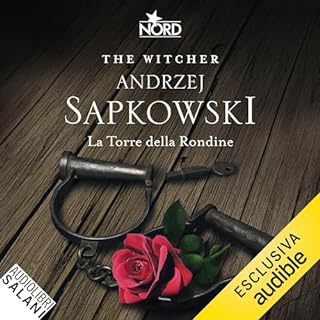 NORD
THE WITCHER
ANDRZEJ
SAPKOWSKI
La Torre della Rondine
AUDIOLIBRI
SALANI
ESCLUSIVA
audible